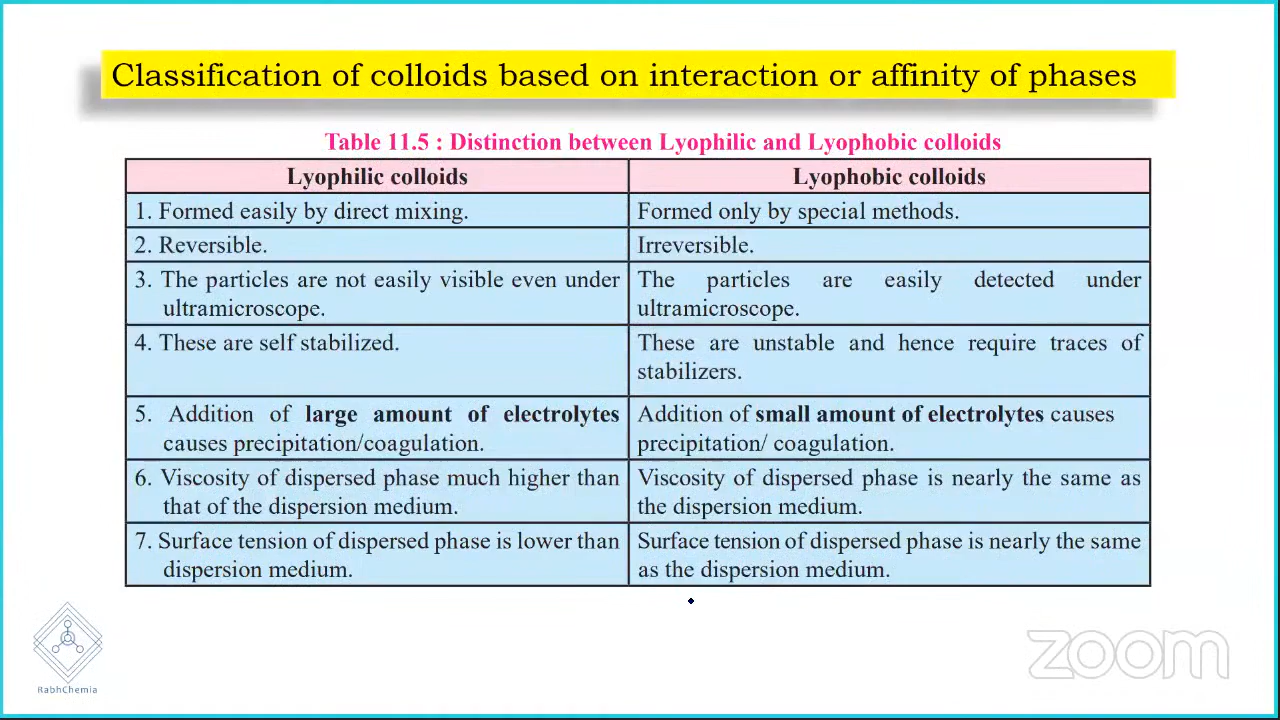 Classification of colloids based on interaction or affinity of phases
Table 11.5 : Distinction between Lyophilic and Lyophobic colloids
Lyophilic colloids
Lyophobic colloids
1. Formed easily by direct mixing.
Formed only by special methods.
2. Reversible.
Irreversible.
3. The particles are not easily visible even under
ultramicroscope.
The particles are easily detected under
ultramicroscope.
4. These are self stabilized.
These are unstable and hence require traces of
stabilizers.
5. Addition of large amount of electrolytes
causes precipitation/coagulation.
Addition of small amount of electrolytes causes
precipitation/ coagulation.
6. Viscosity of dispersed phase much higher than
that of the dispersion medium.
Viscosity of dispersed phase is nearly the same as
the dispersion medium.
7. Surface tension of dispersed phase is lower than
dispersion medium.
Surface tension of dispersed phase is nearly the same
as the dispersion medium.
RabhChemia
zoom